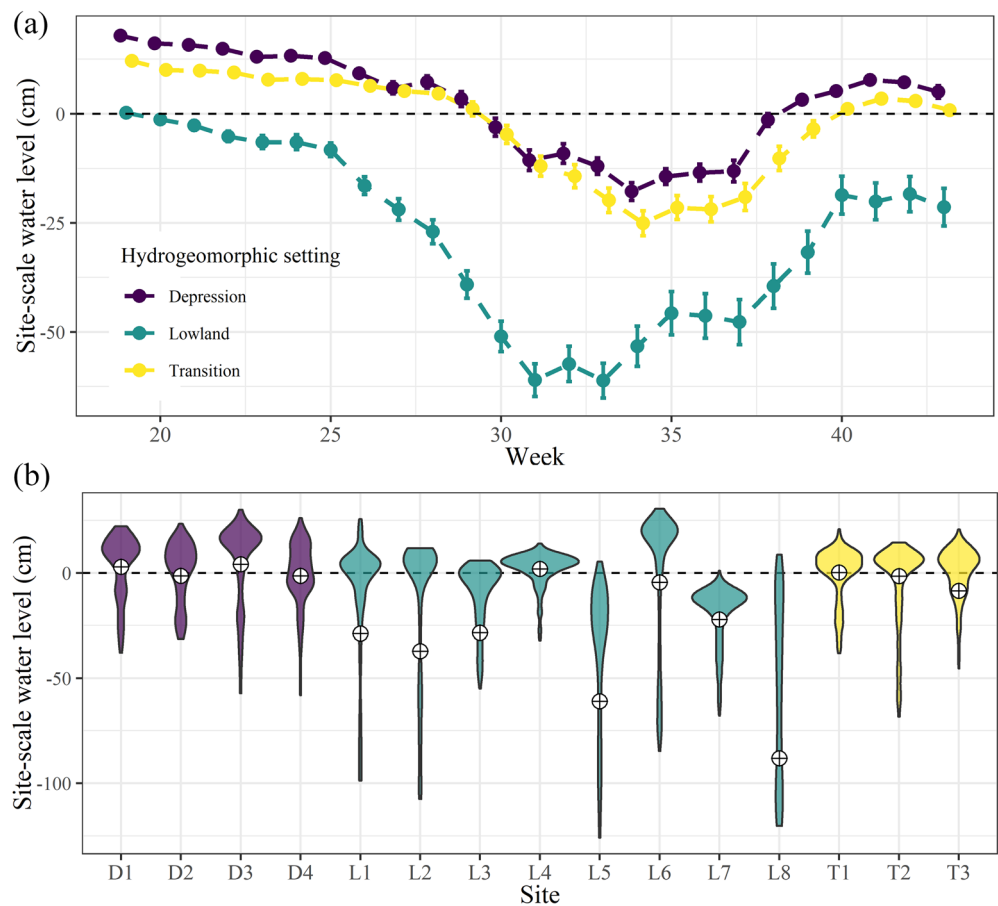 (a)
Site-scale water level (cm)
0
-25
-50
Hydrogeomorphic setting
Depression
Lowland
Transition
20 25 30 35 40
Week
(b)
Site-scale water level (cm)
0
-50
-100
D1 D2 D3 D4 L1 L2 L3 L4 L5 L6 L7 L8 T1 T2 T3
Site